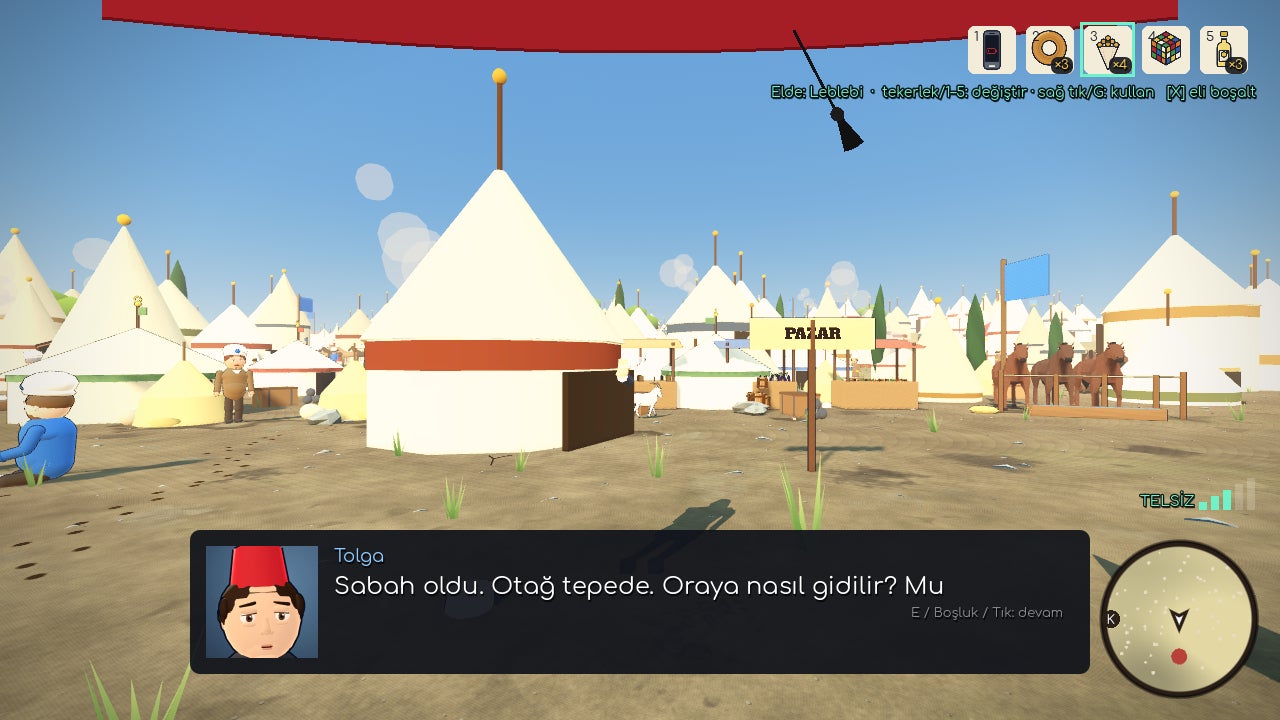 1 2 3 4 5
×3 ×4 ×3
Elde: Leblebi · tekerlek/1-5: değiştir · sağ tık/G: kullan [X] eli boşalt
PAZAR
TELSİZ
Tolga
Sabah oldu. Otağ tepede. Oraya nasıl gidilir? Mu
E / Boşluk / Tık: devam
K